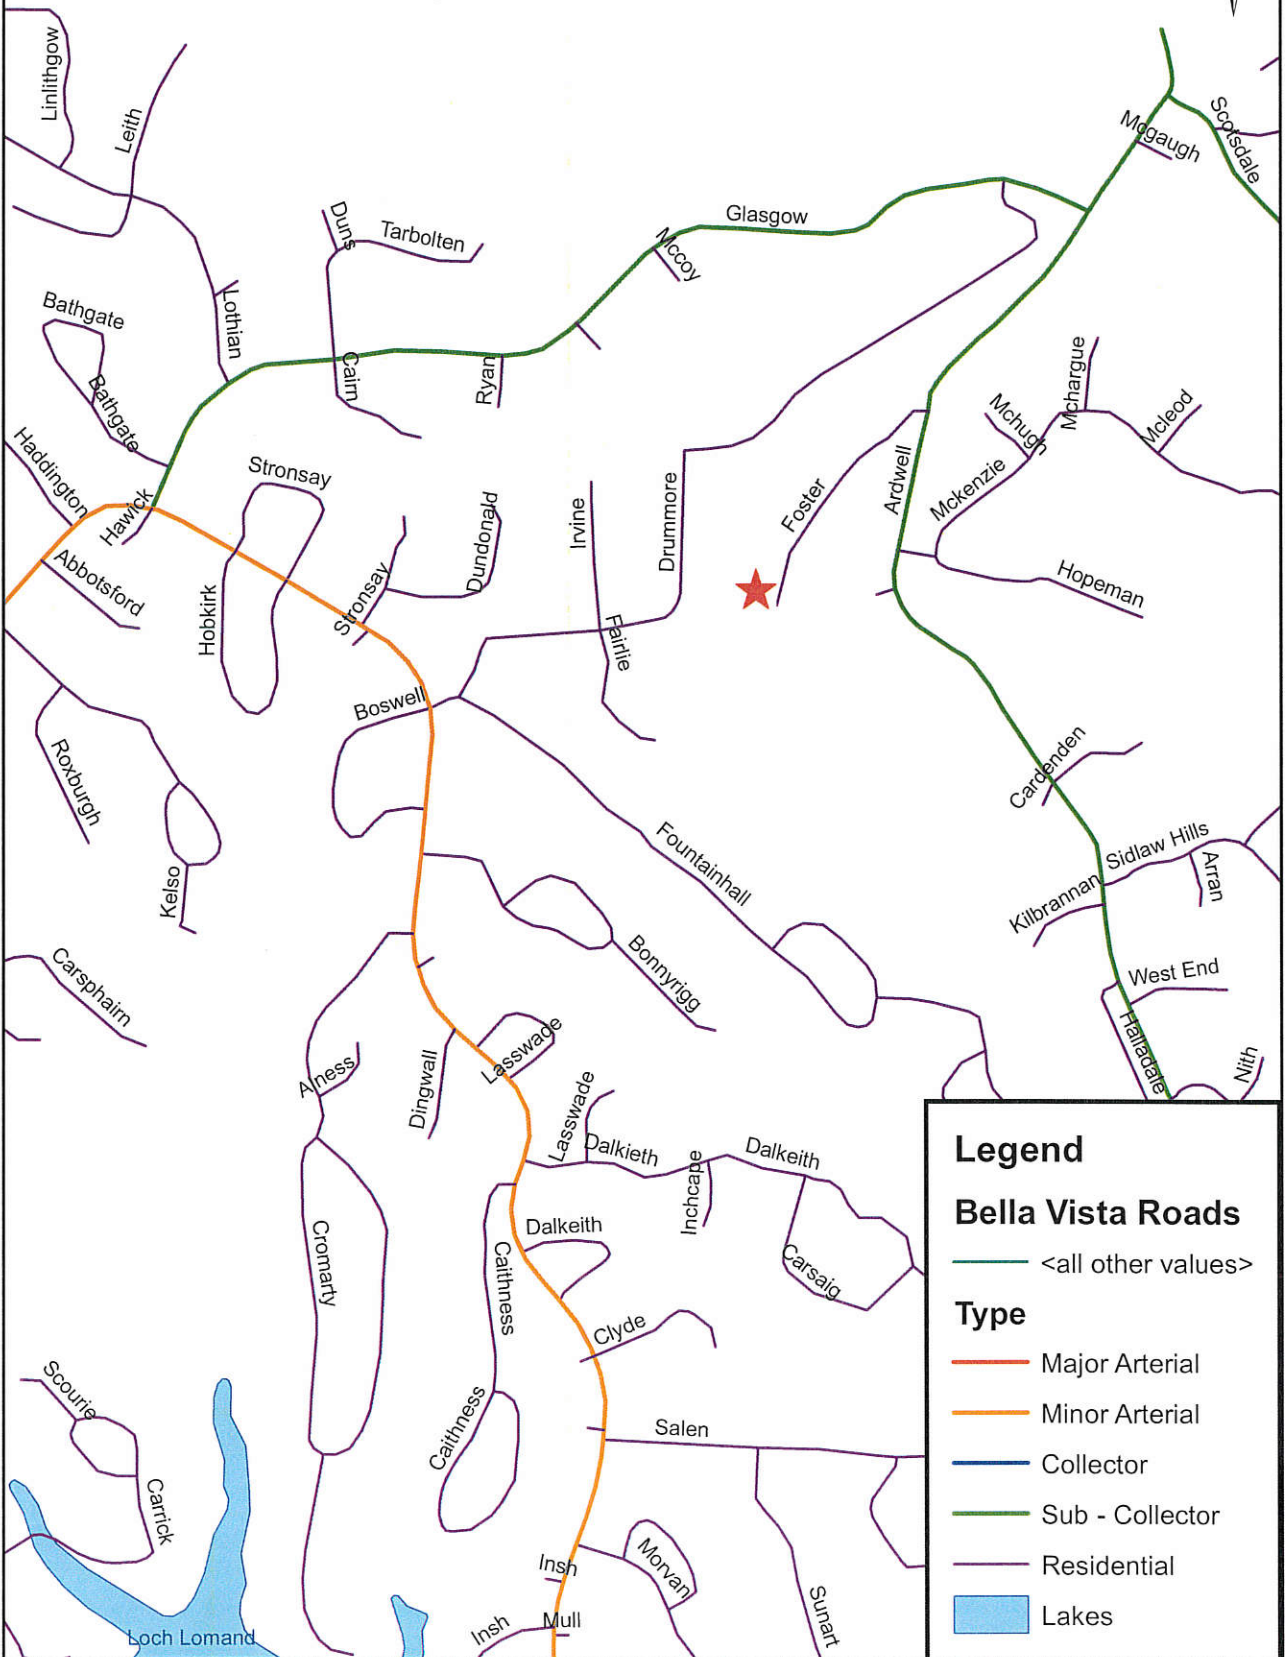 Linlithgow
Leith
Mcgaugh
Scotsdale
Duns
Tarbolten
Glasgow
Mccoy
Lothian
Bathgate
Bathgate
Cairn
Ryan
Mchargue
Mchugh
Mcleod
Haddington
Hawick
Stronsay
Ardwell
Mckenzie
Foster
Drummore
Irvine
Dundonald
Abbotsford
Hobkirk
Stronsay
Hopeman
Fairlie
Boswell
Roxburgh
Cardenden
Kelso
Fountainhall
Sidlaw Hills
Arran
Kilbrannan
Carsphairn
Bonnyrigg
West End
Halladale
Nith
Alness
Dingwall
Lasswade
Lasswade
Dalkieth
Inchcape
Dalkeith
Dalkeith
Carsaig
Cromarty
Caithness
Clyde
Caithness
Salen
Scourie
Carrick
Insh
Morvan
Sunart
Insh
Mull
Loch Lomand
Legend
Bella Vista Roads
<all other values>
Type
Major Arterial
Minor Arterial
Collector
Sub - Collector
Residential
Lakes